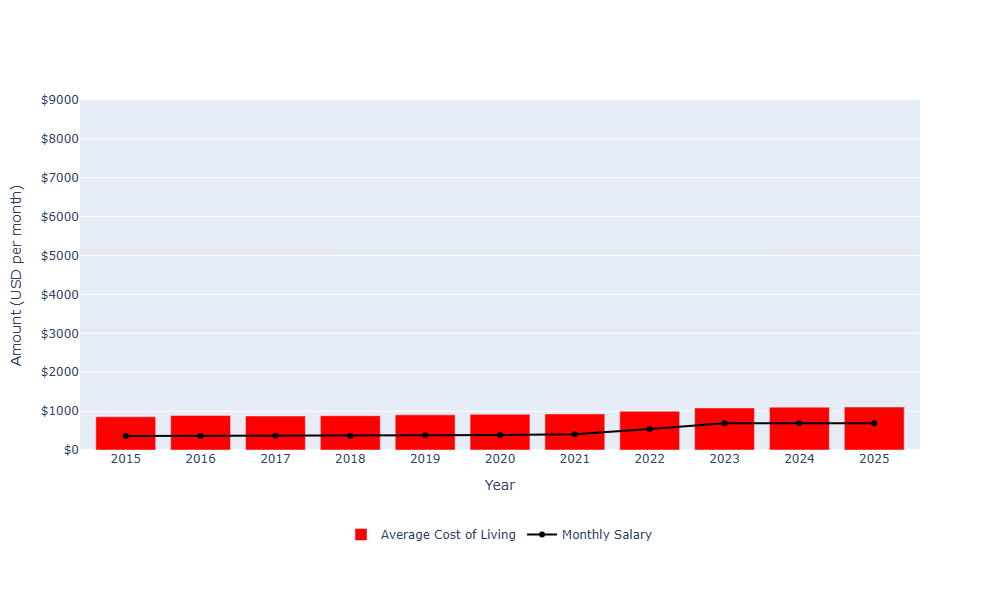 $9000
$8000
$7000
$6000
$5000
$4000
$3000
$2000
$1000
$0
Amount (USD per month)
2015 2016 2017 2018 2019 2020 2021 2022 2023 2024 2025
Year
Average Cost of Living Monthly Salary